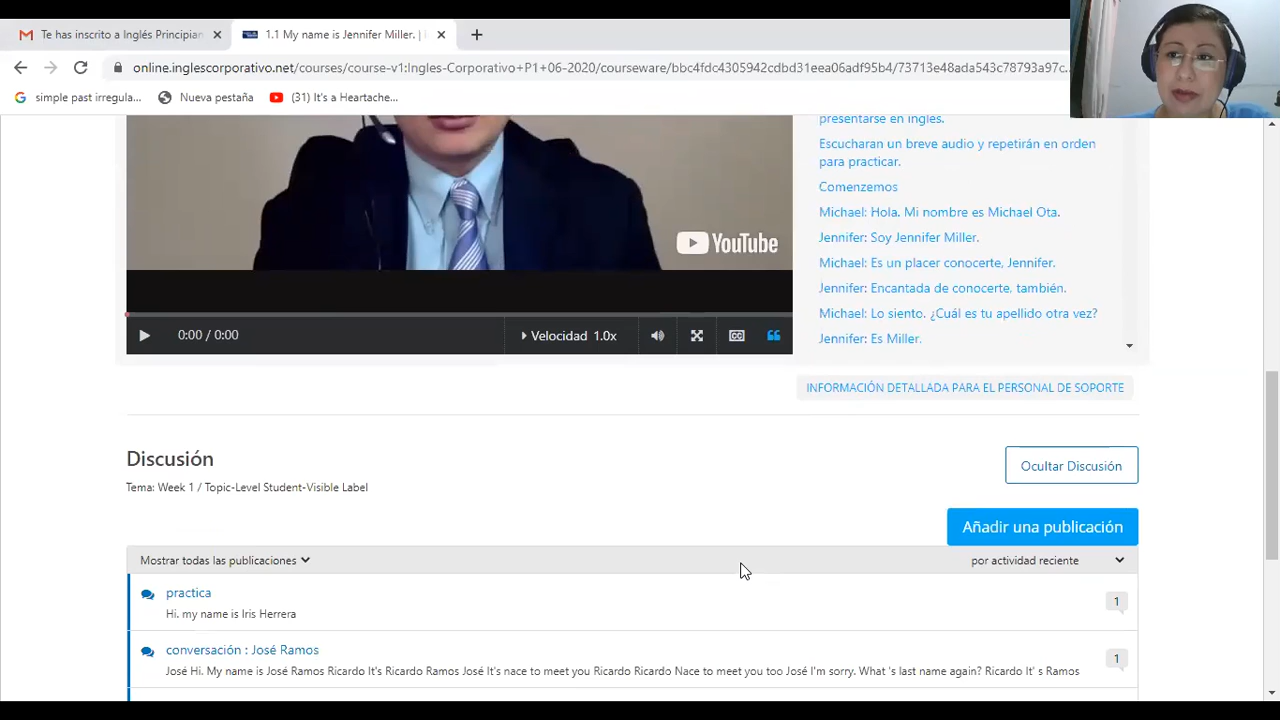 Te has inscrito a Inglés Principian
1.1 My name is Jennifer Miller. |
online.inglescorporativo.net/courses/course-v1:Ingles-Corporativo+P1+06-2020/courseware/bbc4fdc4305942cdbd31eea06adf95b4/73713e48ada543c78793a97c...
simple past irregula...
Nueva pestaña
(31) It's a Heartache...
presentarse en ingles.
Escucharan un breve audio y repetirán en orden
para practicar.
Comenzemos
Michael: Hola. Mi nombre es Michael Ota.
Jennifer: Soy Jennifer Miller.
Michael: Es un placer conocerte, Jennifer.
Jennifer: Encantada de conocerte, también.
Michael: Lo siento. ¿Cuál es tu apellido otra vez?
Jennifer: Es Miller.
YouTube
0:00 / 0:00
Velocidad 1.0x
INFORMACIÓN DETALLADA PARA EL PERSONAL DE SOPORTE
Discusión
Ocultar Discusión
Tema: Week 1 / Topic-Level Student-Visible Label
Añadir una publicación
Mostrar todas las publicaciones
por actividad reciente
practica
Hi. my name is Iris Herrera
1
conversación : José Ramos
José Hi. My name is José Ramos Ricardo It's Ricardo Ramos José It's nace to meet you Ricardo Ricardo Nace to meet you too José I'm sorry. What 's last name again? Ricardo It' s Ramos
1